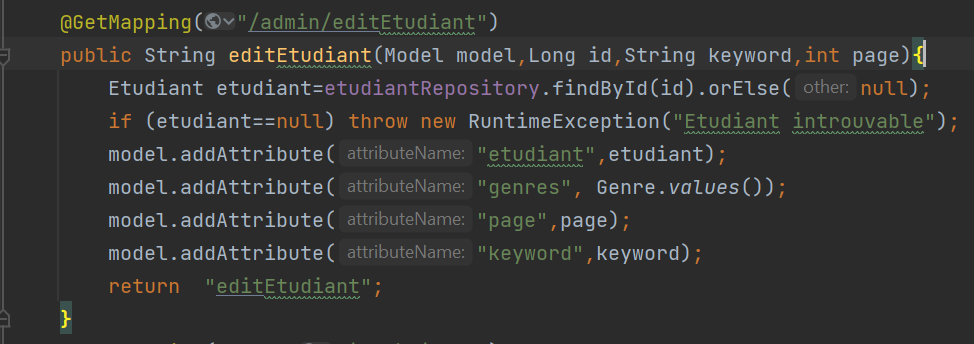 @GetMapping("/admin/editEtudiant")
public String editEtudiant(Model model,Long id,String keyword,int page){
Etudiant etudiant=etudiantRepository.findById(id).orElse( other: null);
if (etudiant==null) throw new RuntimeException("Etudiant introuvable");
model.addAttribute( attributeName: "etudiant",etudiant);
model.addAttribute( attributeName: "genres", Genre.values());
model.addAttribute( attributeName: "page",page);
model.addAttribute( attributeName: "keyword",keyword);
return  "editEtudiant";
}